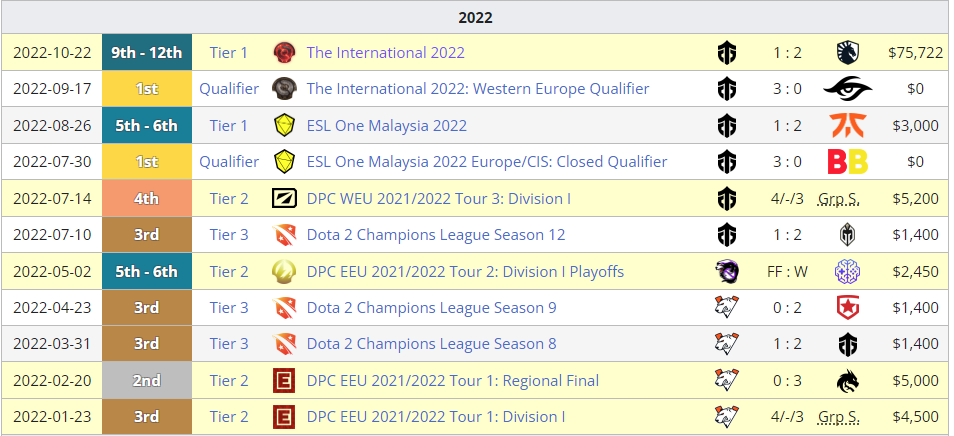 2022
2022-10-22 9th - 12th Tier 1 The International 2022 1 : 2 $75,722
2022-09-17 1st Qualifier The International 2022: Western Europe Qualifier 3 : 0 $0
2022-08-26 5th - 6th Tier 1 ESL One Malaysia 2022 1 : 2 $3,000
2022-07-30 1st Qualifier ESL One Malaysia 2022 Europe/CIS: Closed Qualifier 3 : 0 BB $0
2022-07-14 4th Tier 2 DPC WEU 2021/2022 Tour 3: Division I 4/-/3 Grp S. $5,200
2022-07-10 3rd Tier 3 Dota 2 Champions League Season 12 1 : 2 $1,400
2022-05-02 5th - 6th Tier 2 DPC EEU 2021/2022 Tour 2: Division I Playoffs FF : W $2,450
2022-04-23 3rd Tier 3 Dota 2 Champions League Season 9 0 : 2 $1,400
2022-03-31 3rd Tier 3 Dota 2 Champions League Season 8 1 : 2 $1,400
2022-02-20 2nd Tier 2 E DPC EEU 2021/2022 Tour 1: Regional Final 0 : 3 $5,000
2022-01-23 3rd Tier 2 E DPC EEU 2021/2022 Tour 1: Division I 4/-/3 Grp S. $4,500